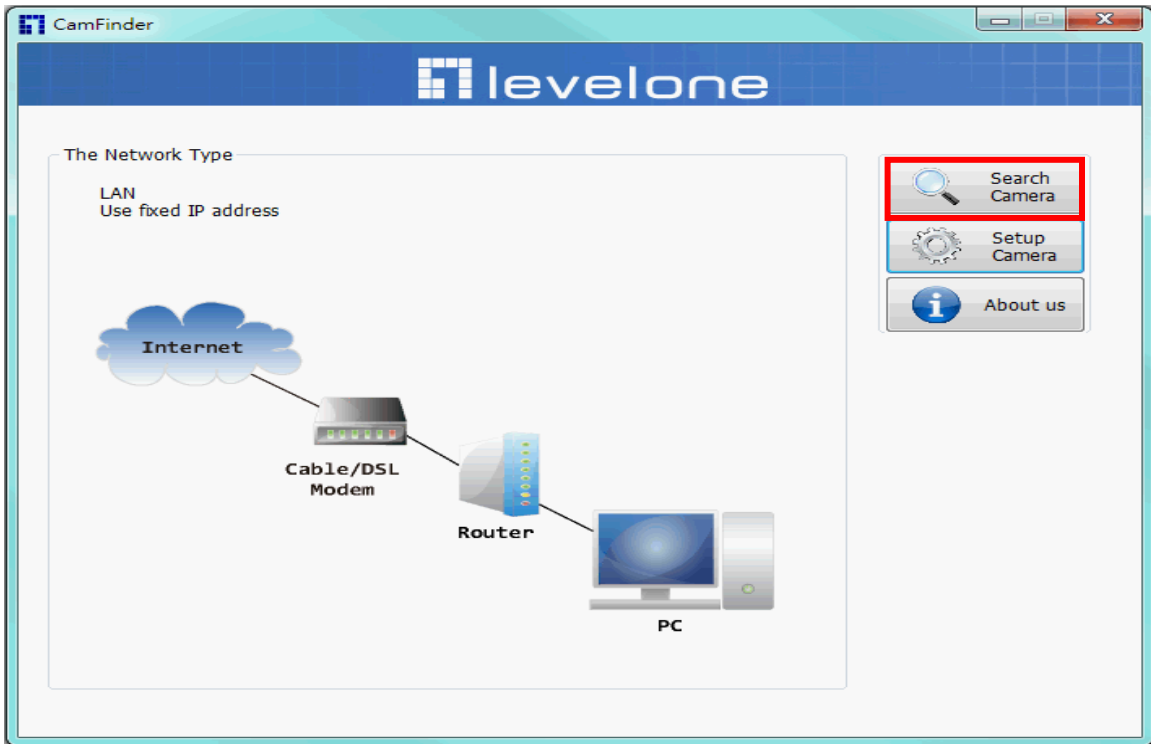 CamFinder
levelone
The Network Type
LAN
Use fixed IP address
Internet
Cable/DSL
Modem
Router
PC
Search
Camera
Setup
Camera
About us